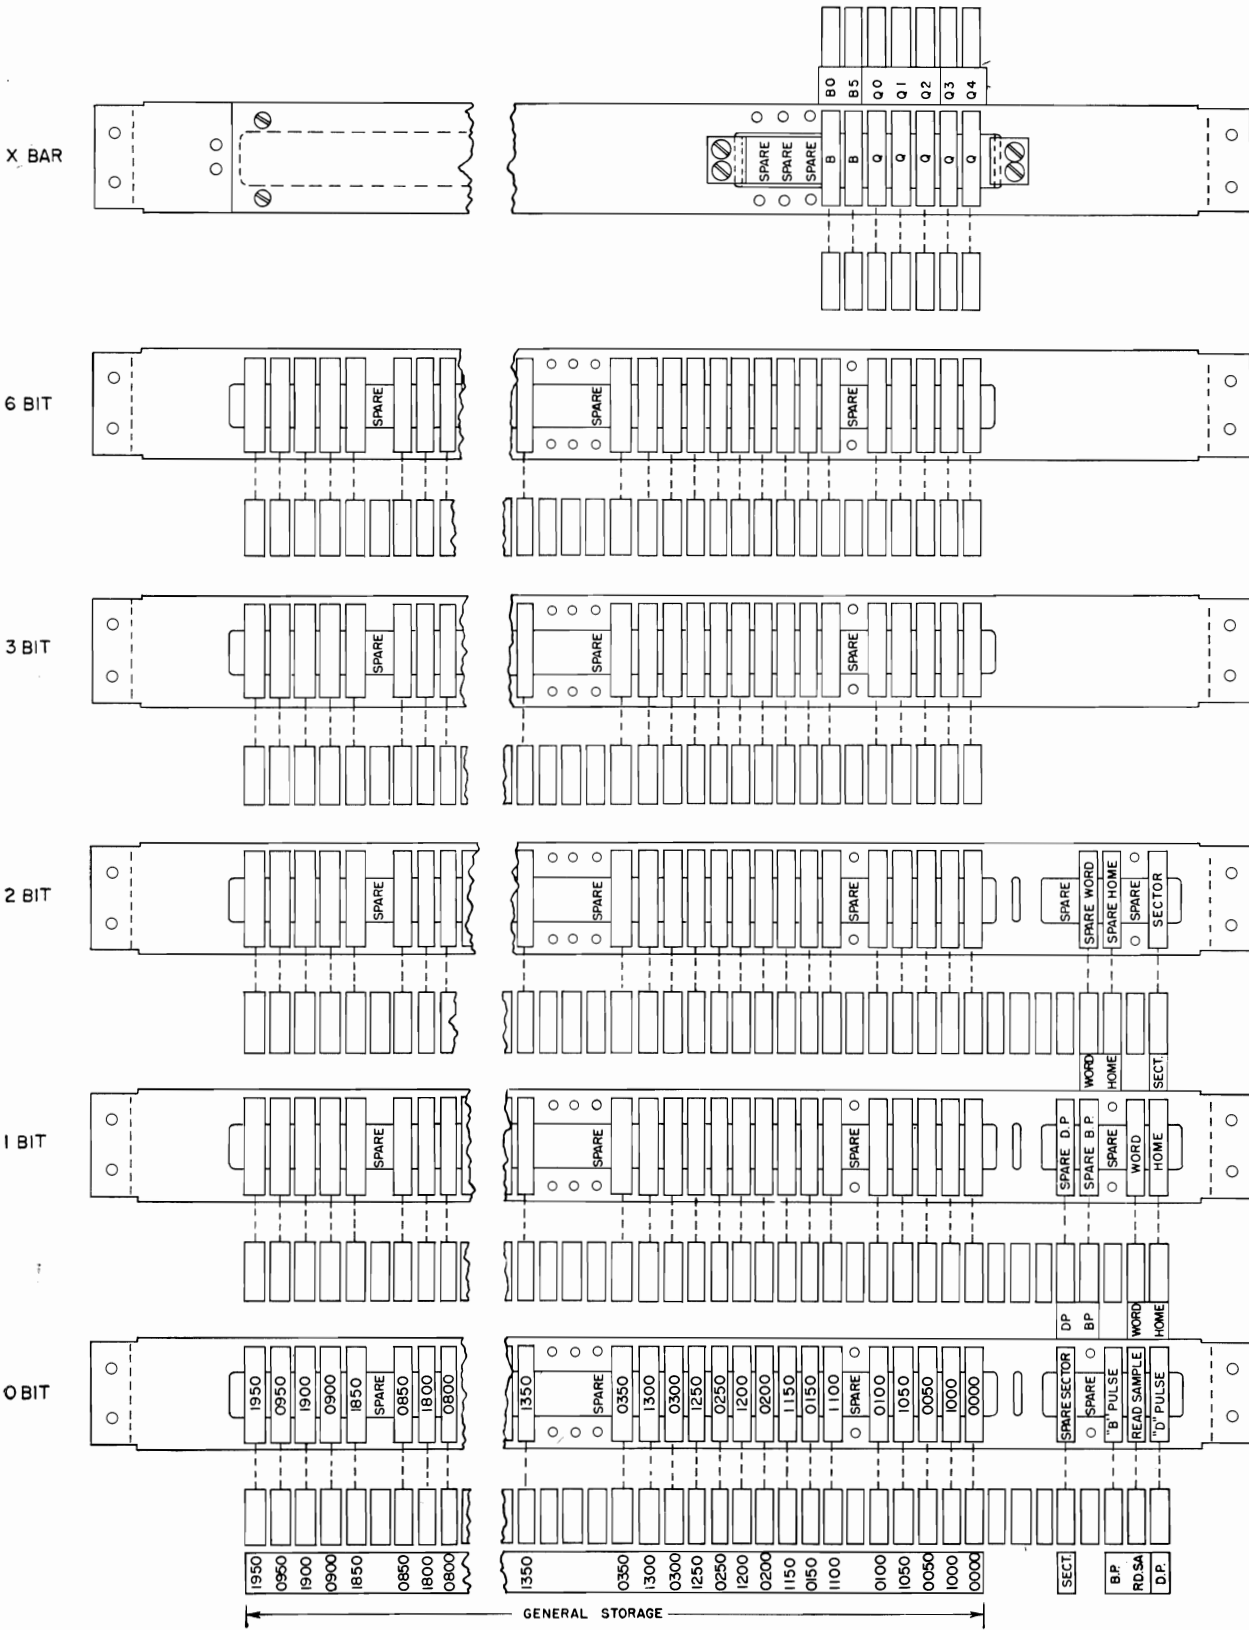 B0 B5 Q0 Q1 Q2 Q3 Q4
X BAR
SPARE SPARE SPARE B B Q Q Q Q Q
6 BIT
SPARE SPARE SPARE
3 BIT
SPARE SPARE SPARE
2 BIT
SPARE SPARE SPARE SPARE SPARE WORD SPARE HOME SPARE SECTOR
WORD HOME SECT.
1 BIT
SPARE SPARE SPARE SPARE D.P SPARE B.P. SPARE WORD HOME
DP BP WORD HOME
0 BIT
1950 0950 1900 0900 1850 SPARE 0850 1800 0800 1350 SPARE 0350 1300 0300 1250 0250 1200 0200 1150 0150 1100 SPARE 0100 1050 0050 1000 0000 SPARE SECTOR SPARE "B" PULSE READ SAMPLE "D" PULSE
1950 0950 1900 0900 1850 0850 1800 0800 1350 0350 1300 0300 1250 0250 1200 0200 1150 0150 1100 0100 1050 0050 1000 0000 SECT. B.P. RD.SA D.P.
GENERAL STORAGE